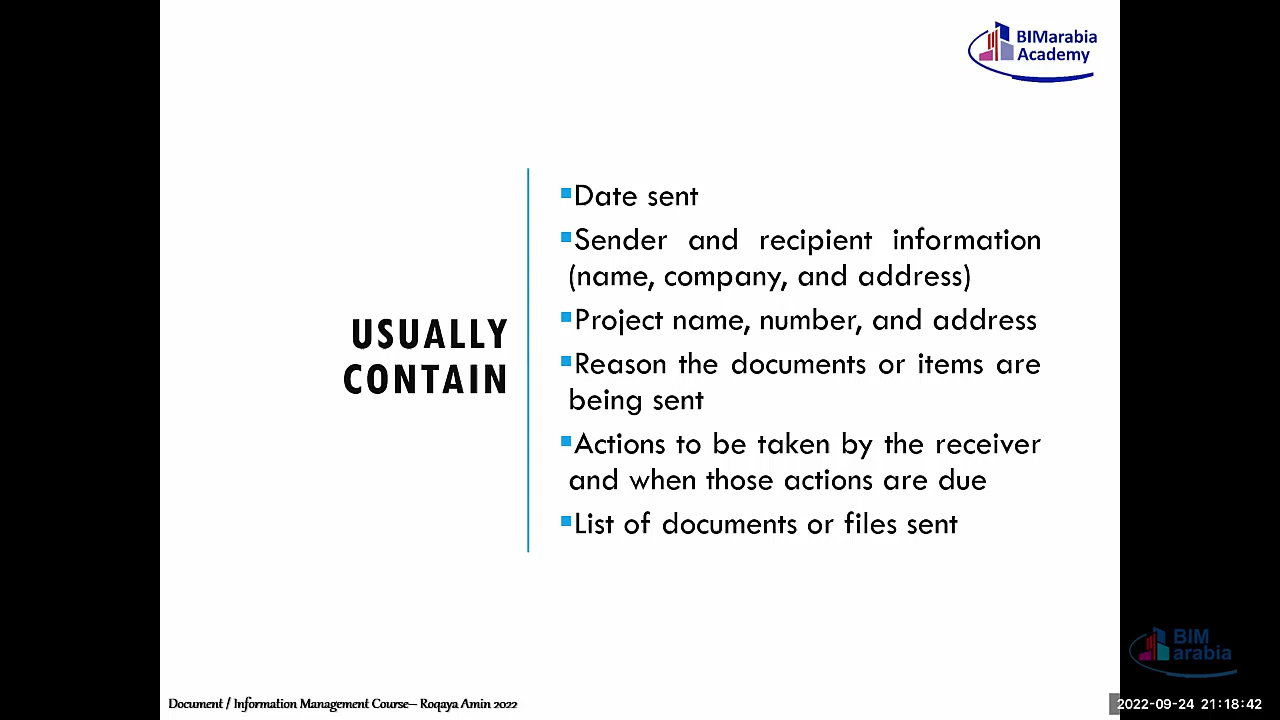 BIMarabia
Academy
USUALLY
CONTAIN
▪Date sent
▪Sender and recipient information
(name, company, and address)
▪Project name, number, and address
▪Reason the documents or items are
being sent
▪Actions to be taken by the receiver
and when those actions are due
▪List of documents or files sent
BIM
arabia
Document / Information Management Course– Roqaya Amin 2022
2022-09-24 21:18:42